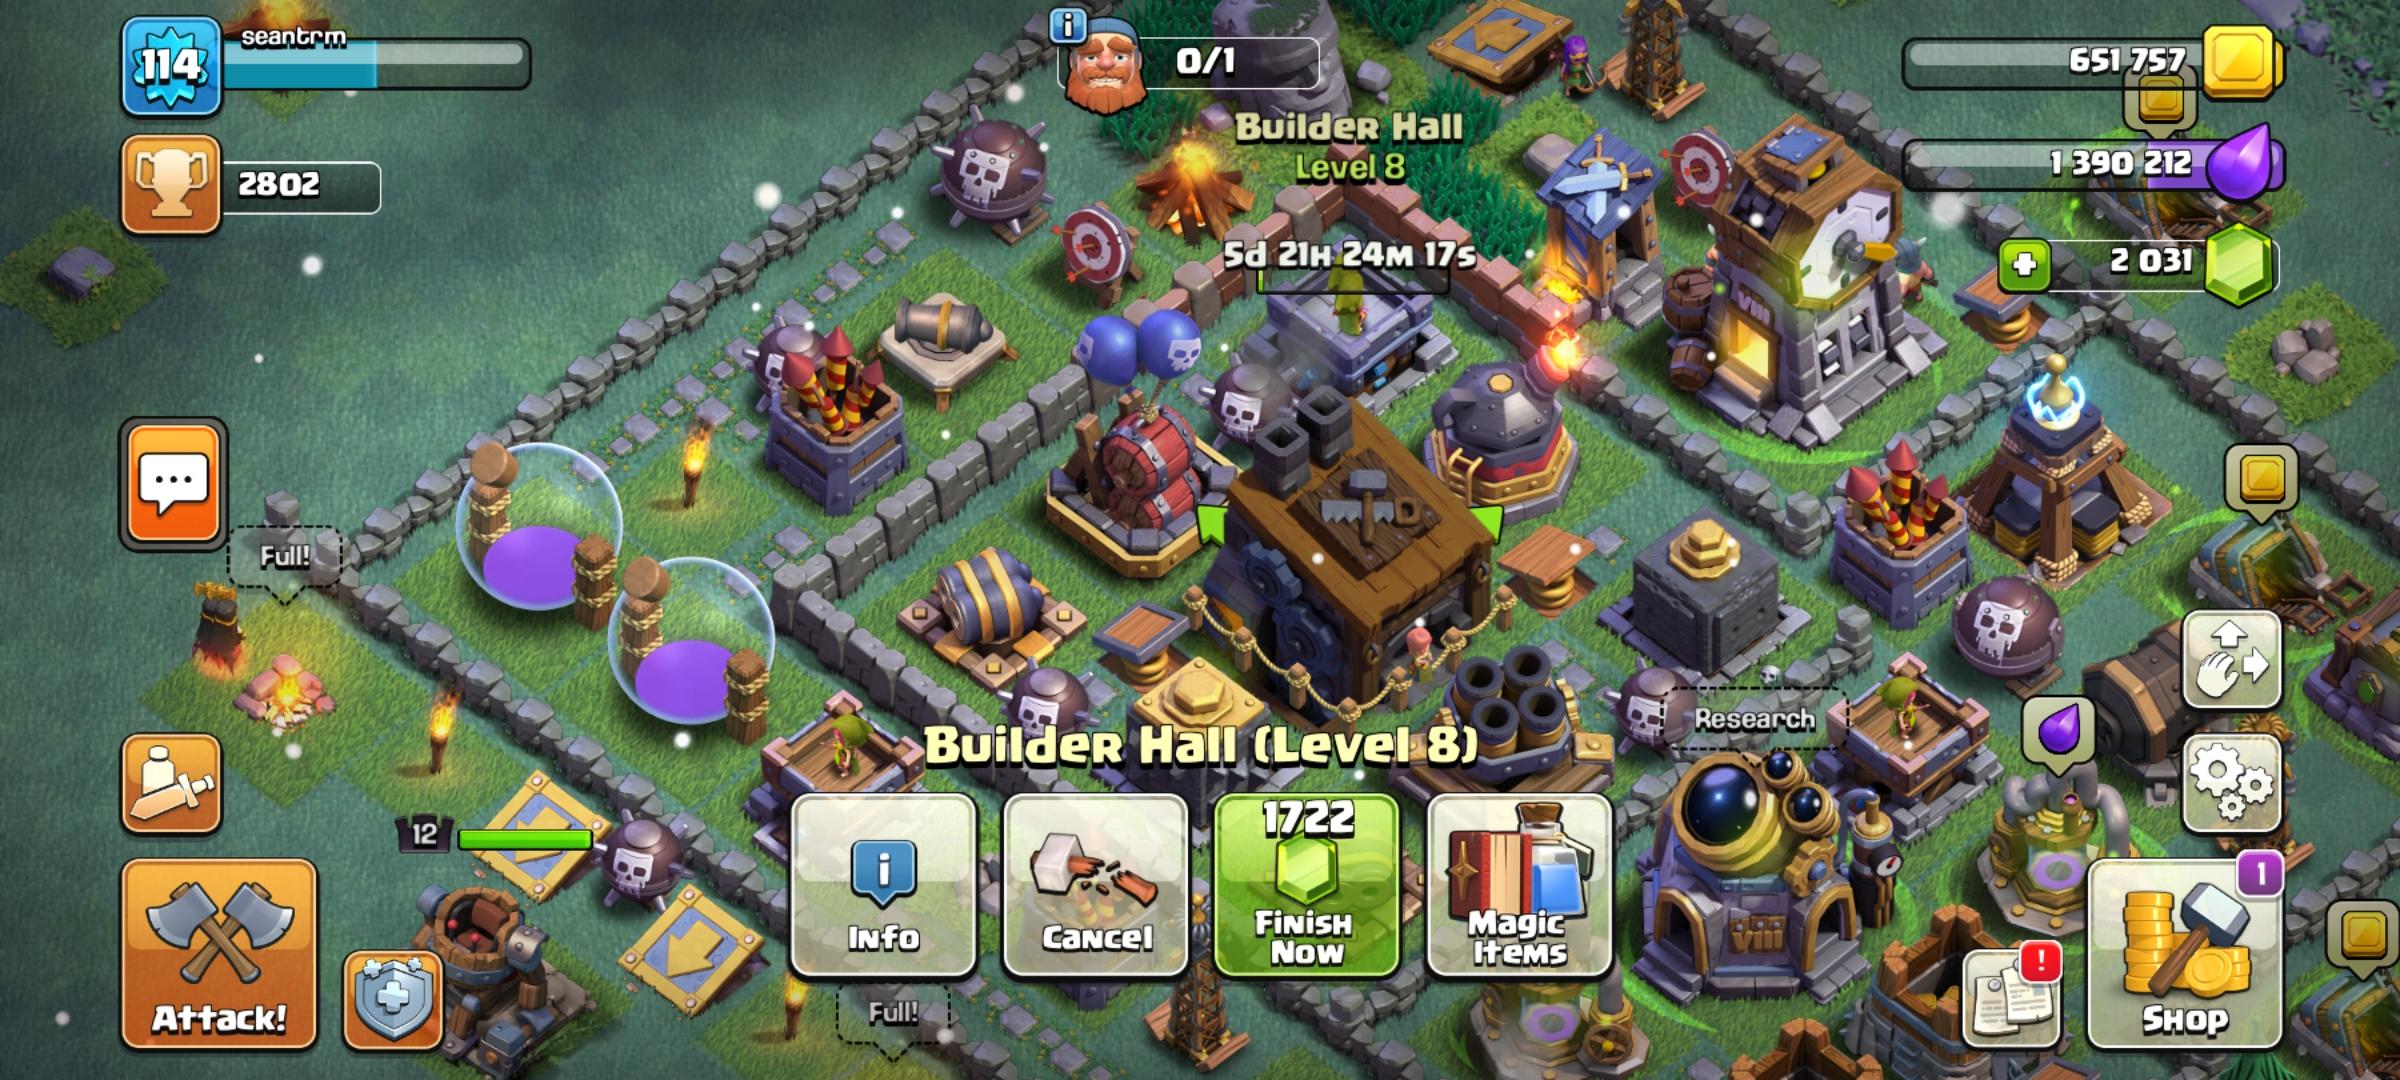 seantrm
114
0/1
651 757
Builder Hall
Level 8
1 390 212
2802
5d 21H 24M 17s
2 031
VIII
Full!
Research
Builder Hall (Level 8)
12
1722
Info
Cancel
Finish
Now
Magic
Items
1
VIII
!
Full!
Attack!
Shop